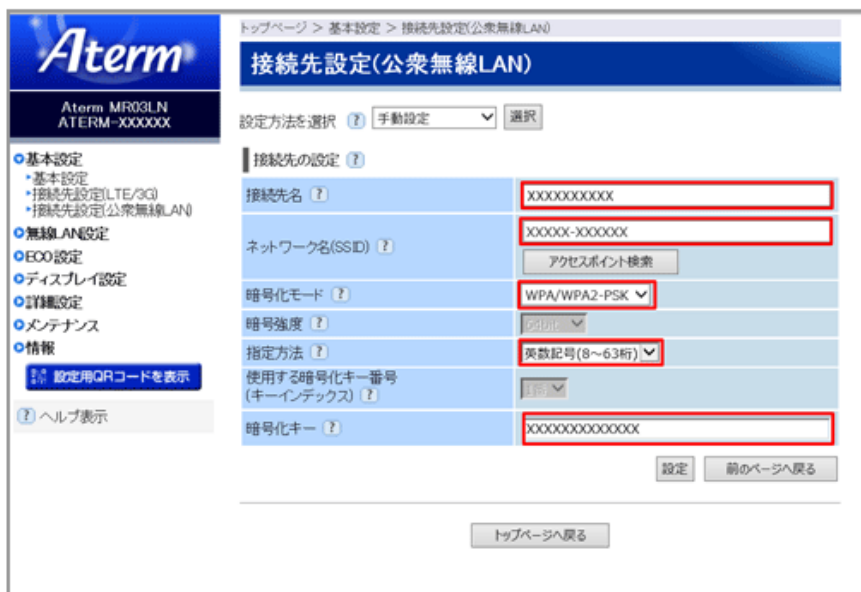 トップページ > 基本設定 > 接続先設定(公衆無線LAN)
Aterm
接続先設定(公衆無線LAN)
Aterm MR03LN
ATERM-XXXXXX
設定方法を選択 ? 手動設定 選択
基本設定
基本設定
接続先設定(LTE/3G)
接続先設定(公衆無線LAN)
無線LAN設定
ECO設定
ディスプレイ設定
詳細設定
メンテナンス
情報
設定用QRコードを表示
? ヘルプ表示
接続先の設定 ?
接続先名 ? XXXXXXXXXX
ネットワーク名(SSID) ? XXXXX-XXXXXX
アクセスポイント検索
暗号化モード ? WPA/WPA2-PSK
暗号強度 ? 64bit
指定方法 ? 英数記号(8~63桁)
使用する暗号化キー番号
(キーインデックス) ?
暗号化キー ? XXXXXXXXXXXXX
設定 前のページへ戻る
トップページへ戻る